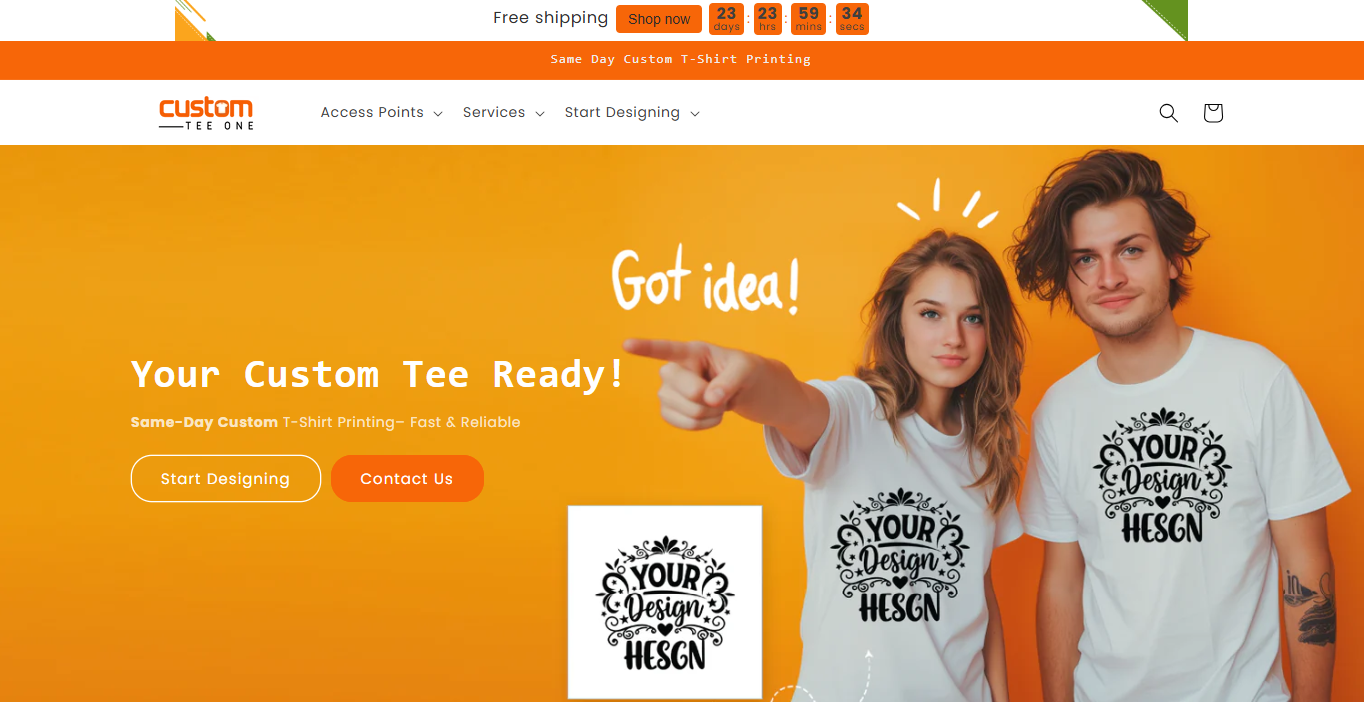 Free shipping Shop now 23 days : 23 hrs : 59 mins : 34 secs
Same Day Custom T-Shirt Printing
custom
TEE ONE
Access Points Services Start Designing
Got idea!
Your Custom Tee Ready!
Same-Day Custom T-Shirt Printing– Fast & Reliable
Start Designing Contact Us
YOUR
Design
HESGN
YOUR
Design
HESGN
YOUR
Design
HESGN